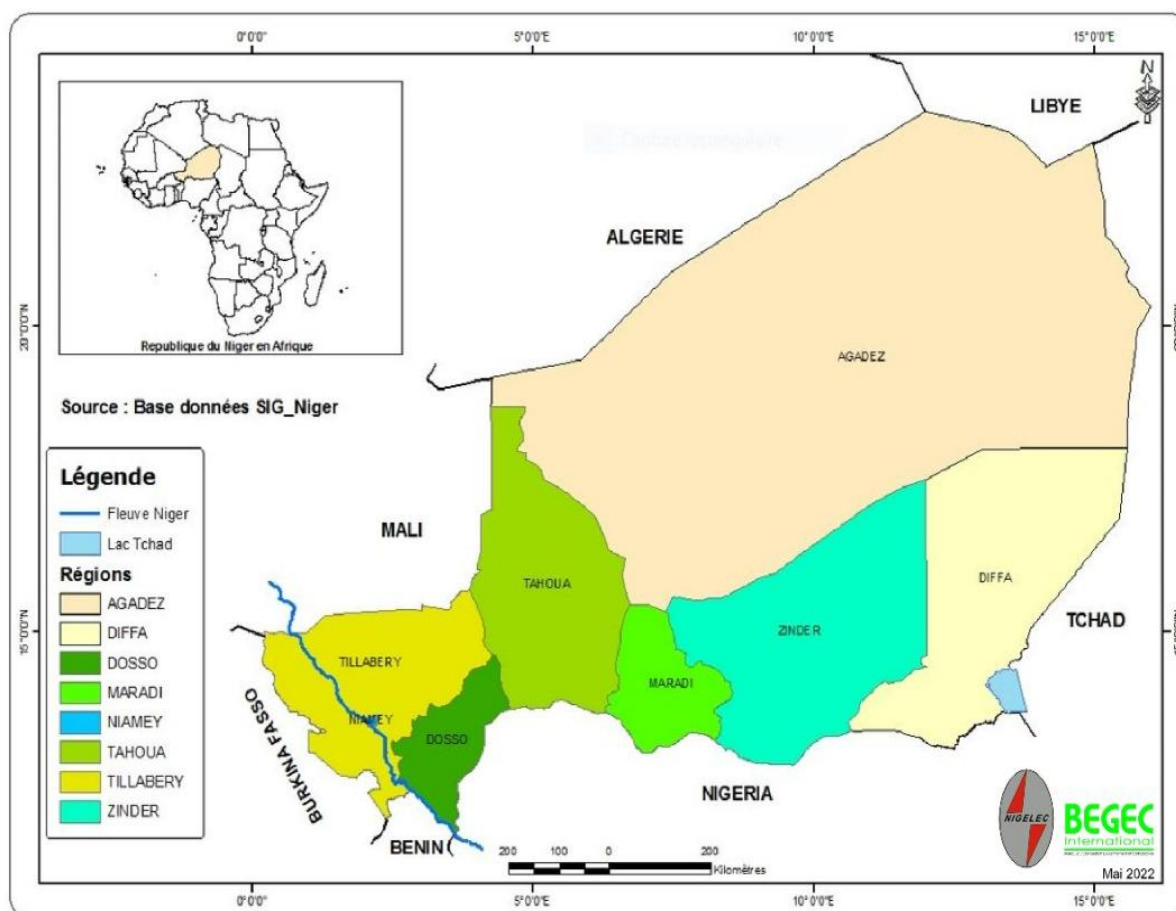 0°0'0"E 5°0'0"E 10°0'0"E 15°0'0"E
N
LIBYE
ALGERIE
Republique du Niger en Afrique
AGADEZ
Source : Base données SIG_Niger
Légende
Fleuve Niger
Lac Tchad
Régions
AGADEZ
DIFFA
DOSSO
MARADI
NIAMEY
TAHOUA
TILLABERY
ZINDER
MALI
TAHOUA
DIFFA
TCHAD
ZINDER
TILLABERY
MARADI
NIAMEY
DOSSO
BURKINA FASSO
NIGERIA
BENIN
200 100 0 200
Kilomètres
NIGELEC
BEGEC
International
Mai 2022
15°0'0"N
0°0'0"E 5°0'0"E 10°0'0"E 15°0'0"E